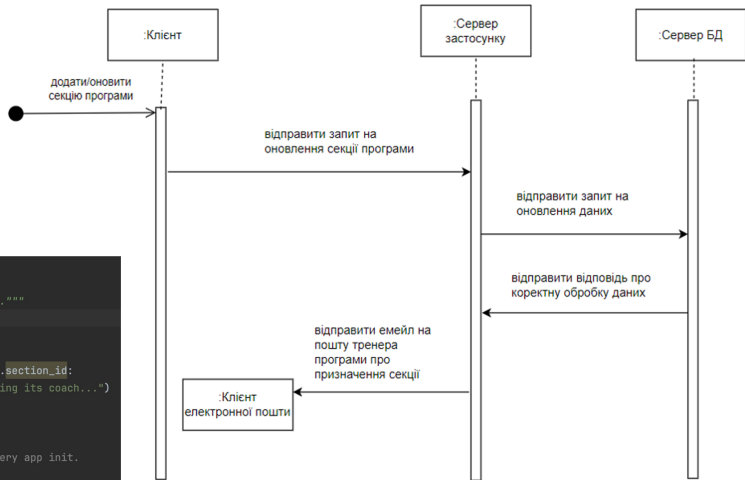 :Клієнт
:Сервер
застосунку
:Сервер БД
додати/оновити
секцію програми
відправити запит на
оновлення секції програми
відправити запит на
оновлення даних
відправити відповідь про
коректну обробку даних
відправити емейл на
пошту тренера
програми про
призначення секції
:Клієнт
електронної пошти
."""
.section_id:
ing its coach...")
ery app init.